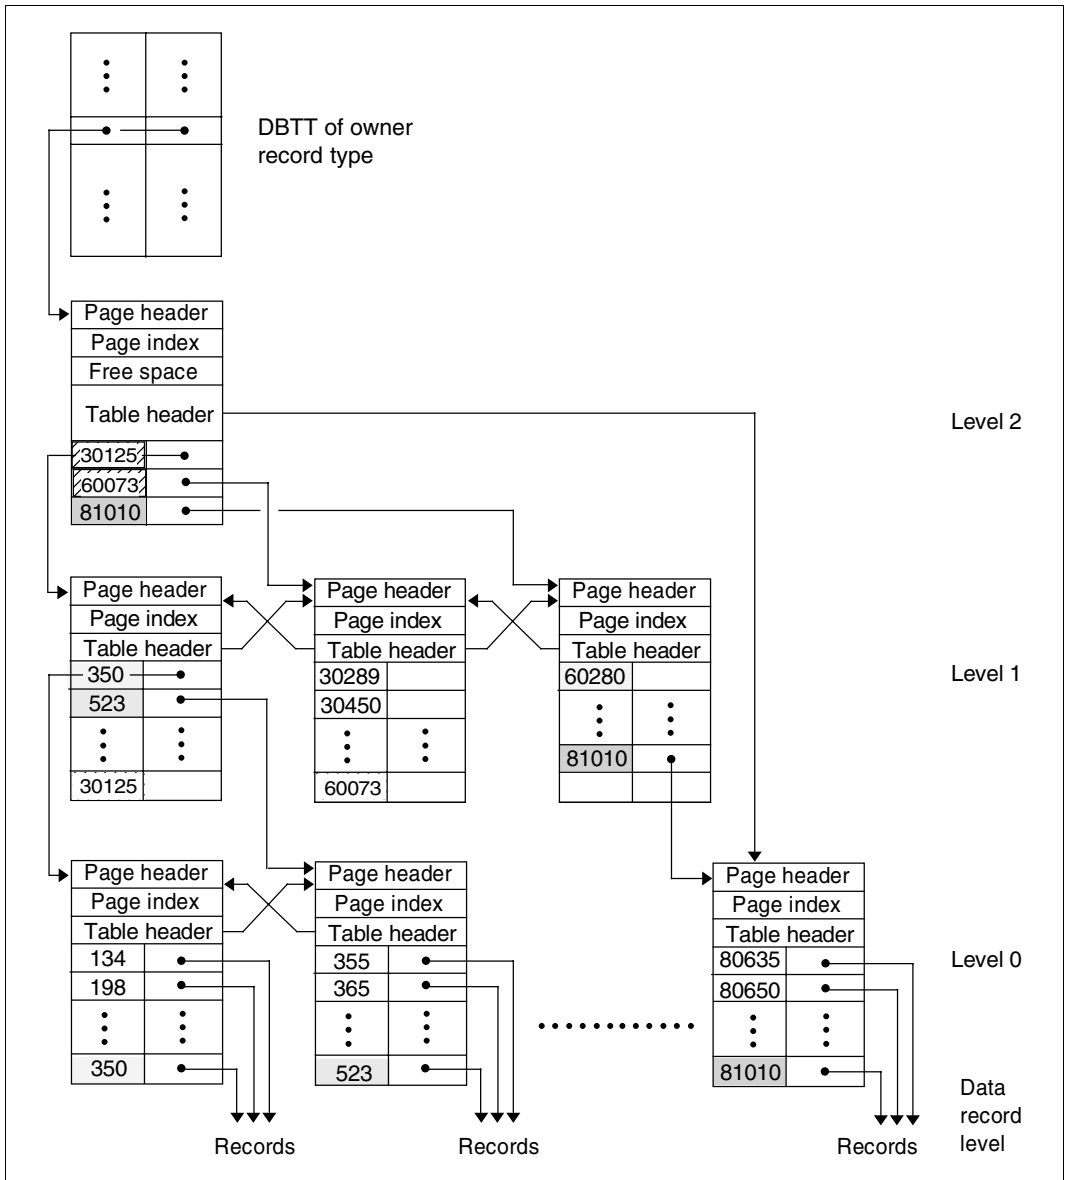 DBTT of owner
record type
Page header
Page index
Free space
Table header
Level 2
30125
60073
81010
Page header
Page index
Table header
350
523
30125
Page header
Page index
Table header
30289
30450
60073
Page header
Page index
Table header
60280
81010
Level 1
Page header
Page index
Table header
134
198
350
Records
Page header
Page index
Table header
355
365
523
Records
Page header
Page index
Table header
80635
80650
81010
Records
Level 0
Data
record
level